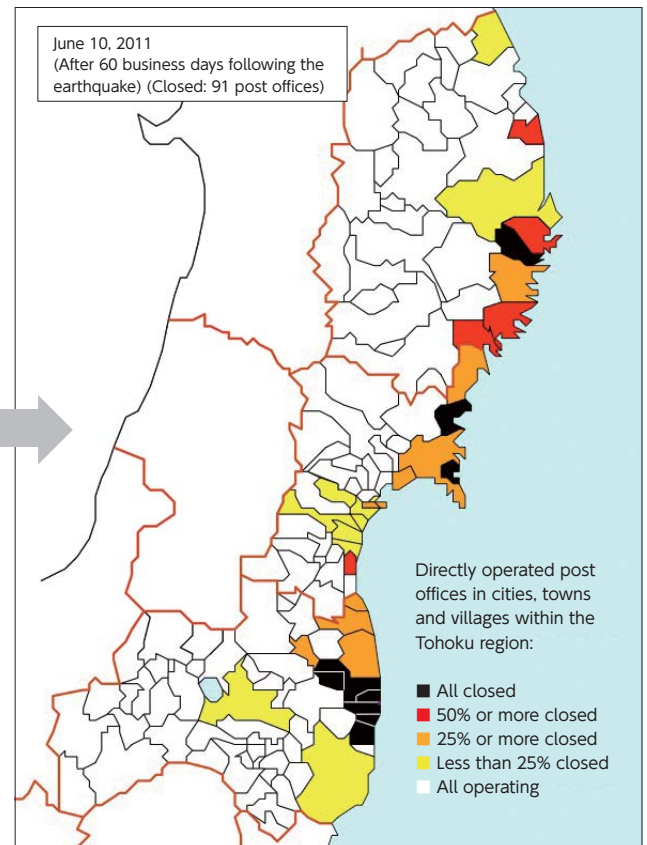 June 10, 2011
(After 60 business days following the
earthquake) (Closed: 91 post offices)
Directly operated post
offices in cities, towns
and villages within the
Tohoku region:
All closed
50% or more closed
25% or more closed
Less than 25% closed
All operating